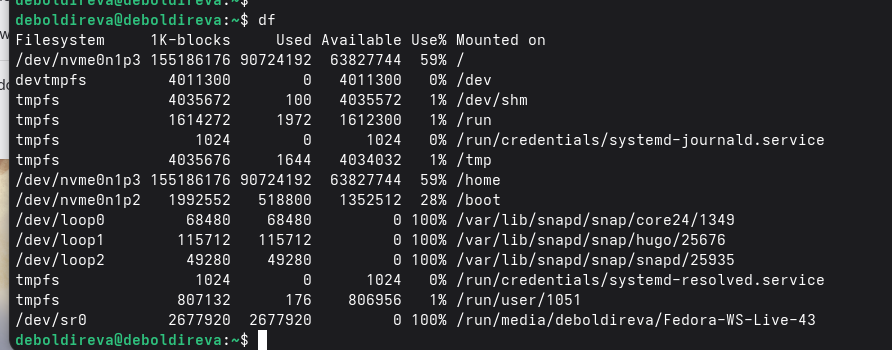 deboldireva@deboldireva:~$
deboldireva@deboldireva:~$ df
Filesystem     1K-blocks     Used Available Use% Mounted on
/dev/nvme0n1p3 155186176 90724192  63827744  59% /
devtmpfs         4011300        0   4011300   0% /dev
tmpfs            4035672      100   4035572   1% /dev/shm
tmpfs            1614272     1972   1612300   1% /run
tmpfs               1024        0      1024   0% /run/credentials/systemd-journald.service
tmpfs            4035676     1644   4034032   1% /tmp
/dev/nvme0n1p3 155186176 90724192  63827744  59% /home
/dev/nvme0n1p2   1992552   518800   1352512  28% /boot
/dev/loop0         68480    68480         0 100% /var/lib/snapd/snap/core24/1349
/dev/loop1        115712   115712         0 100% /var/lib/snapd/snap/hugo/25676
/dev/loop2         49280    49280         0 100% /var/lib/snapd/snap/snapd/25935
tmpfs               1024        0      1024   0% /run/credentials/systemd-resolved.service
tmpfs             807132      176    806956   1% /run/user/1051
/dev/sr0         2677920  2677920         0 100% /run/media/deboldireva/Fedora-WS-Live-43
deboldireva@deboldireva:~$